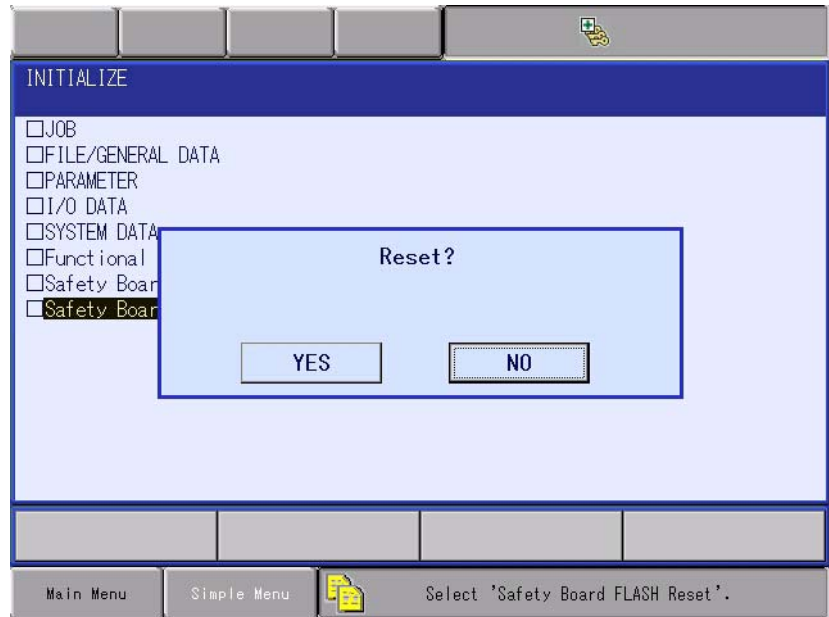 INITIALIZE
JOB
FILE/GENERAL DATA
PARAMETER
I/O DATA
SYSTEM DATA
Functional
Safety Boar
Safety Boar
Reset?
YES NO
Main Menu Simple Menu Select 'Safety Board FLASH Reset'.